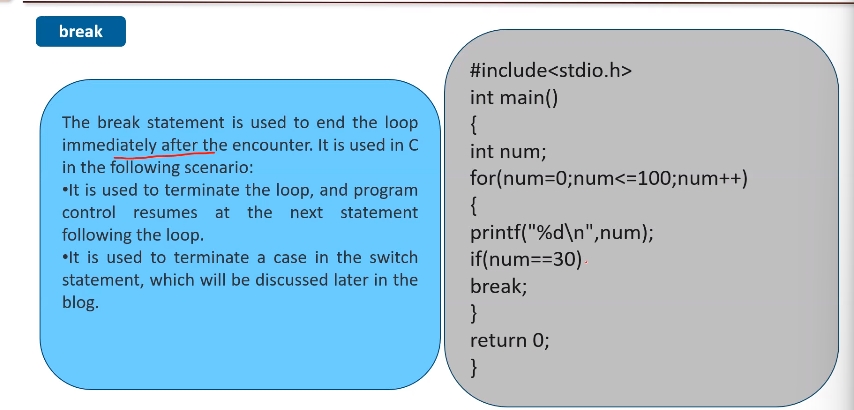 break
The break statement is used to end the loop
immediately after the encounter. It is used in C
in the following scenario:
•It is used to terminate the loop, and program
control resumes at the next statement
following the loop.
•It is used to terminate a case in the switch
statement, which will be discussed later in the
blog.
#include<stdio.h>
int main()
{
int num;
for(num=0;num<=100;num++)
{
printf("%d\n",num);
if(num==30)
break;
}
return 0;
}